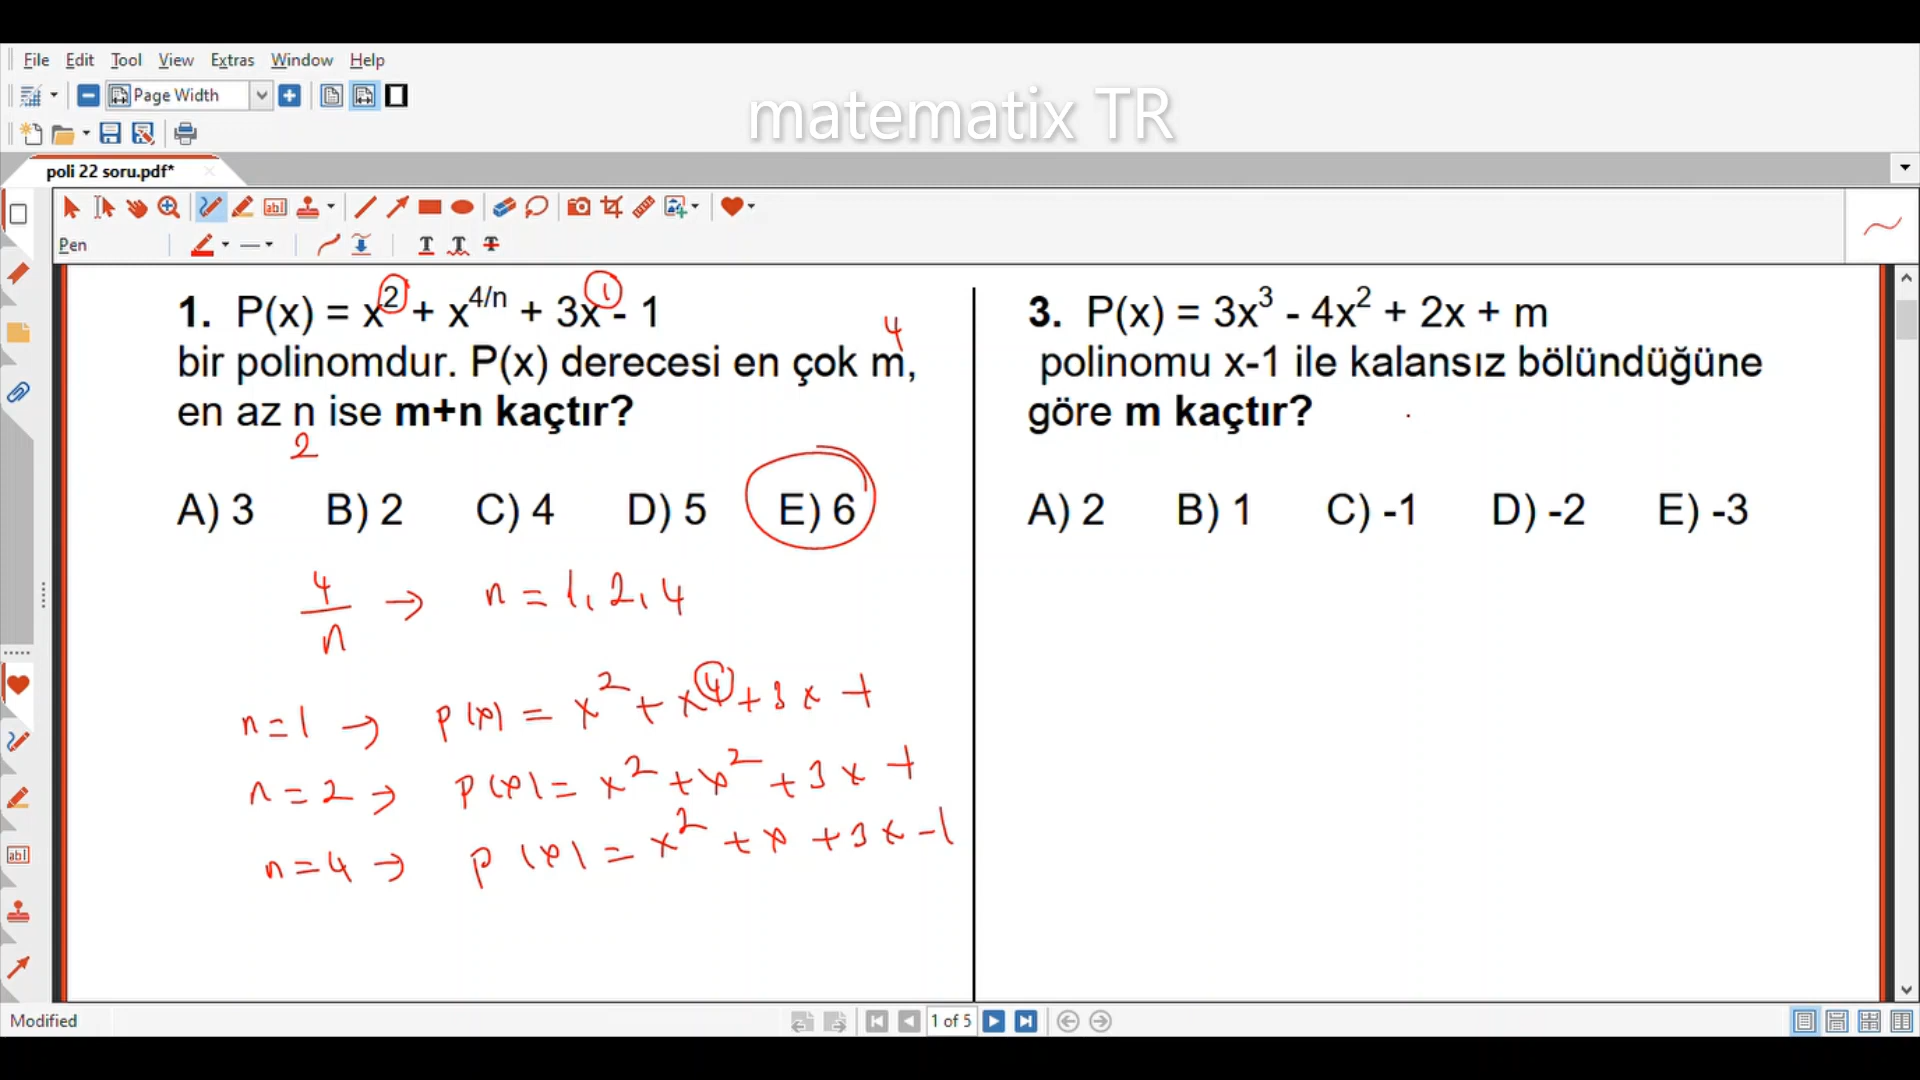 File Edit Tool View Extras Window Help
Page Width
matematix TR
poli 22 soru.pdf*
Pen
1. P(x) = x² + x⁴/ⁿ + 3x - 1
1
4
bir polinomdur. P(x) derecesi en çok m,
en az n ise m+n kaçtır?
2
A) 3 B) 2 C) 4 D) 5 E) 6
4/n → n = 1, 2, 4
n=1 → P(x) = x² + x⁴ + 3x -1
n=2 → P(x) = x² + x² + 3x -1
n=4 → P(x) = x² + x + 3x -1
3. P(x) = 3x³ - 4x² + 2x + m
polinomu x-1 ile kalansız bölündüğüne
göre m kaçtır?
A) 2 B) 1 C) -1 D) -2 E) -3
Modified
1 of 5